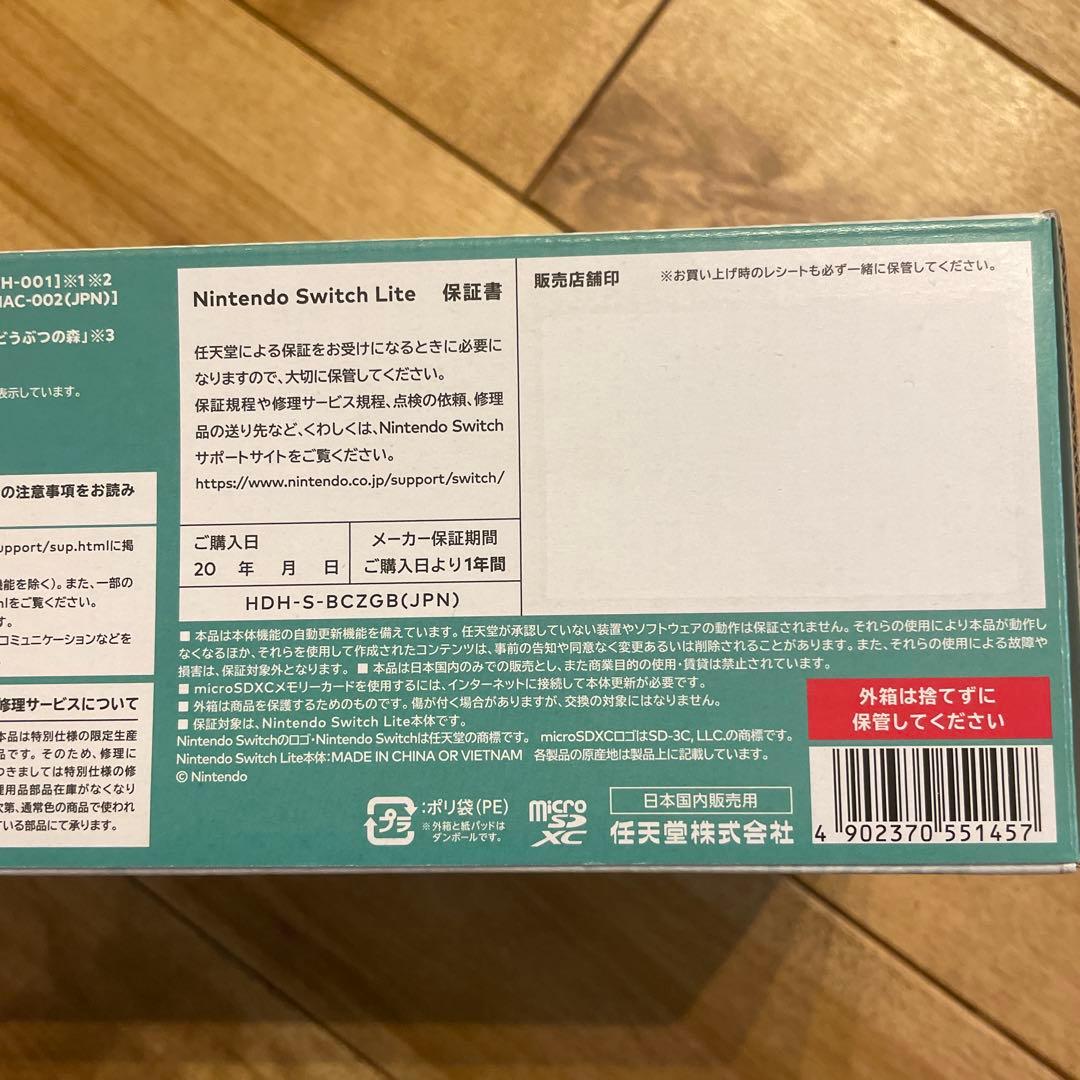 H-001]※1※2
HAC-002(JPN)]
どうぶつの森」※3
表示しています。
の注意事項をお読み
upport/sup.htmlに掲
機能を除く)。また、一部の
mlをご覧ください。
す。
コミュニケーションなどを
修理サービスについて
本品は特別仕様の限定生産
品です。そのため、修理に
つきましては特別仕様の修
理用品部品在庫がなくなり
次第、通常色の商品で使われ
ている部品にて承ります。
Nintendo Switch Lite 保証書
任天堂による保証をお受けになるときに必要に
なりますので、大切に保管してください。
保証規程や修理サービス規程、点検の依頼、修理
品の送り先など、くわしくは、Nintendo Switch
サポートサイトをご覧ください。
https://www.nintendo.co.jp/support/switch/
ご購入日
20 年 月 日
メーカー保証期間
ご購入日より1年間
HDH-S-BCZGB(JPN)
販売店舗印 ※お買い上げ時のレシートも必ず一緒に保管してください。
■ 本品は本体機能の自動更新機能を備えています。任天堂が承認していない装置やソフトウェアの動作は保証されません。それらの使用により本品が動作し
なくなるほか、それらを使用して作成されたコンテンツは、事前の告知や同意なく変更あるいは削除されることがあります。また、それらの使用による故障や
損害は、保証対象外となります。 ■ 本品は日本国内のみでの販売とし、また商業目的の使用・賃貸は禁止されています。
■ microSDXCメモリーカードを使用するには、インターネットに接続して本体更新が必要です。
■ 外箱は商品を保護するためのものです。傷が付く場合がありますが、交換の対象にはなりません。
■ 保証対象は、Nintendo Switch Lite本体です。
Nintendo Switchのロゴ・Nintendo Switchは任天堂の商標です。 microSDXCロゴはSD-3C, LLC.の商標です。
Nintendo Switch Lite本体:MADE IN CHINA OR VIETNAM 各製品の原産地は製品上に記載しています。
© Nintendo
外箱は捨てずに
保管してください
プラ
:ポリ袋(PE)
※外箱と紙パッドは
ダンボールです。
micro
SD
XC
日本国内販売用
任天堂株式会社
4 902370 551457